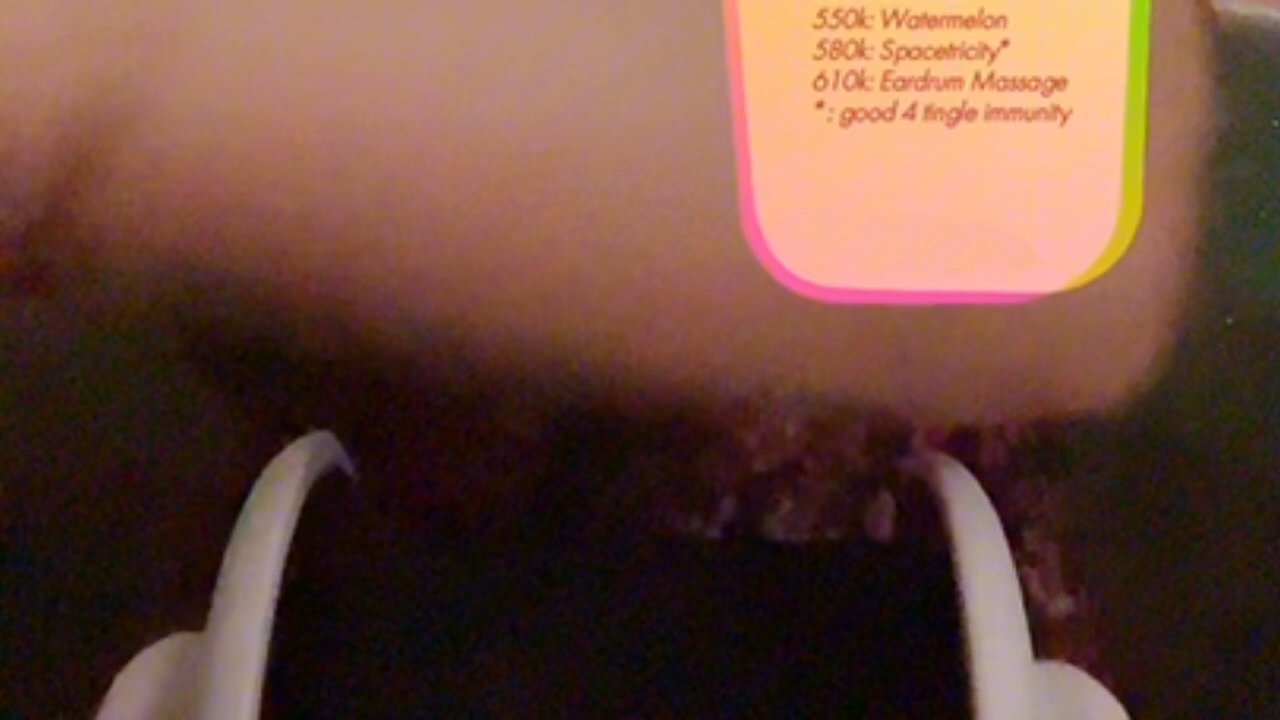 550k: Watermelon
580k: Spacetricity*
610k: Eardrum Massage
*: good 4 tingle immunity